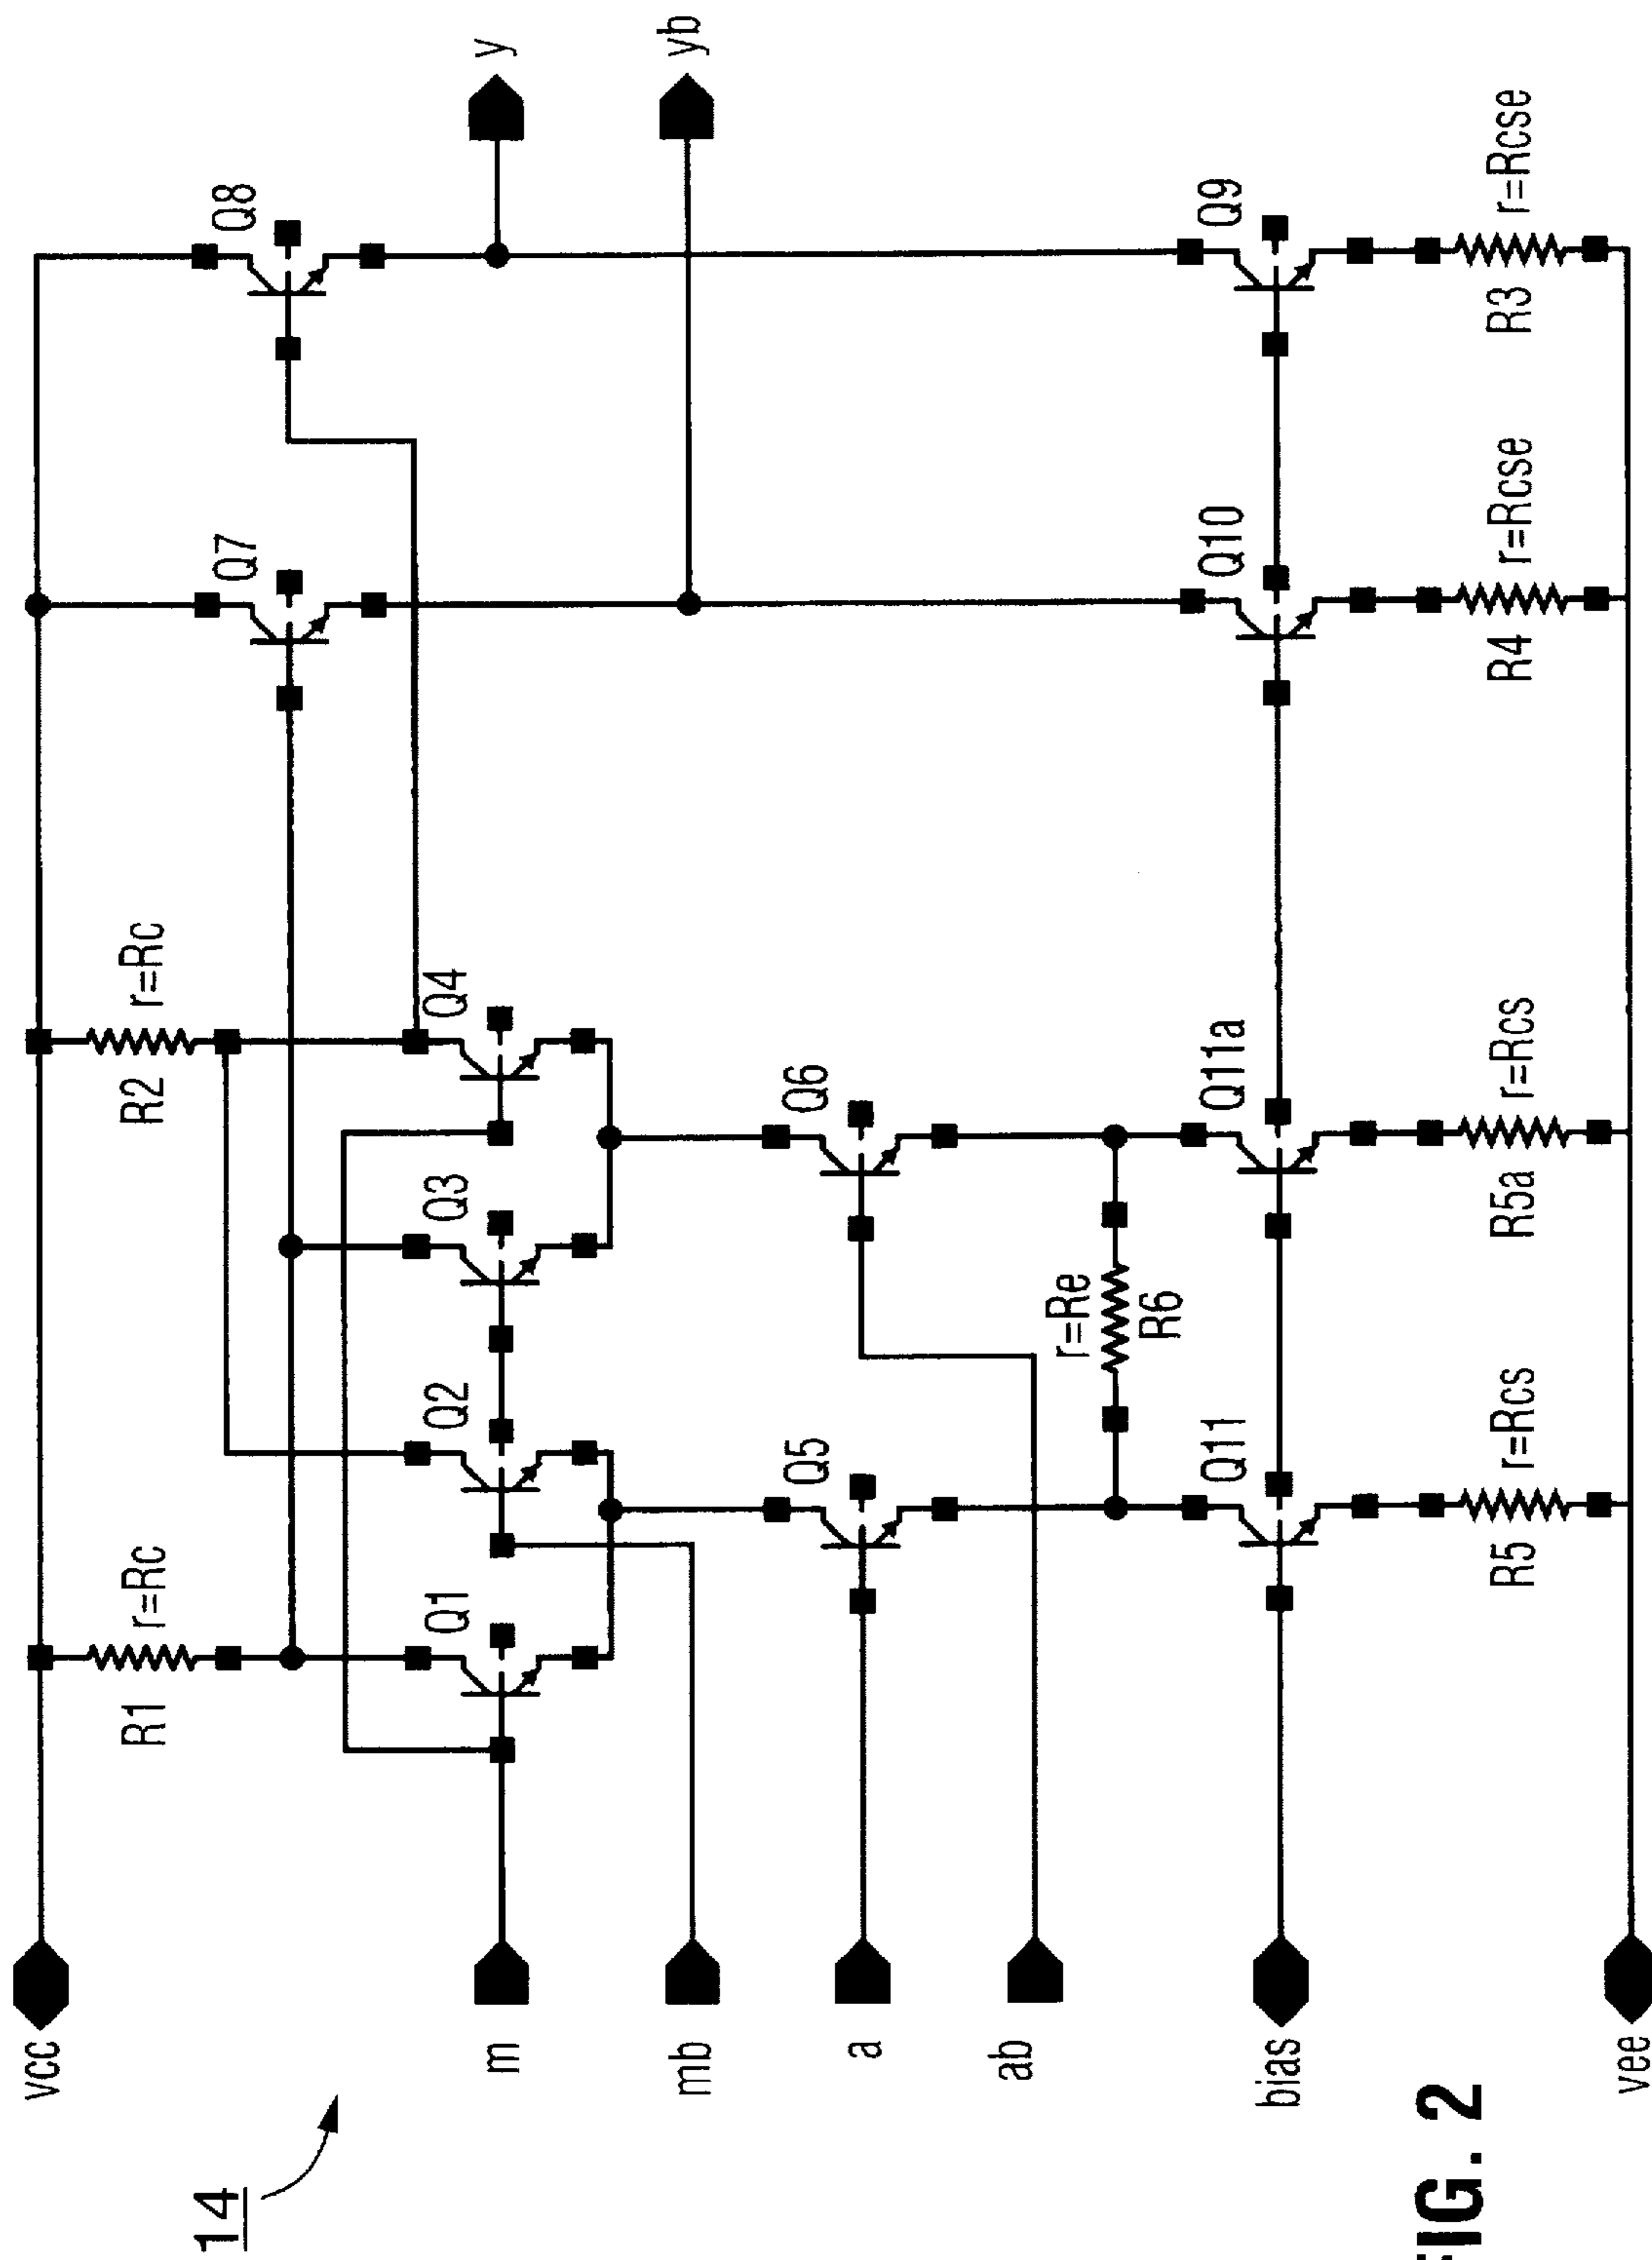 vcc
R1 r=Rc R2 r=Rc
14 Q7 Q8
Q1 Q2 Q3 Q4
m y
mb yb
Q5 Q6
a
ab
r=Re
R6
Q11 Q11a Q10 Q9
bias
R5 r=Rcs R5a r=Rcs R4 r=Rcse R3 r=Rcse
vee
FIG. 2